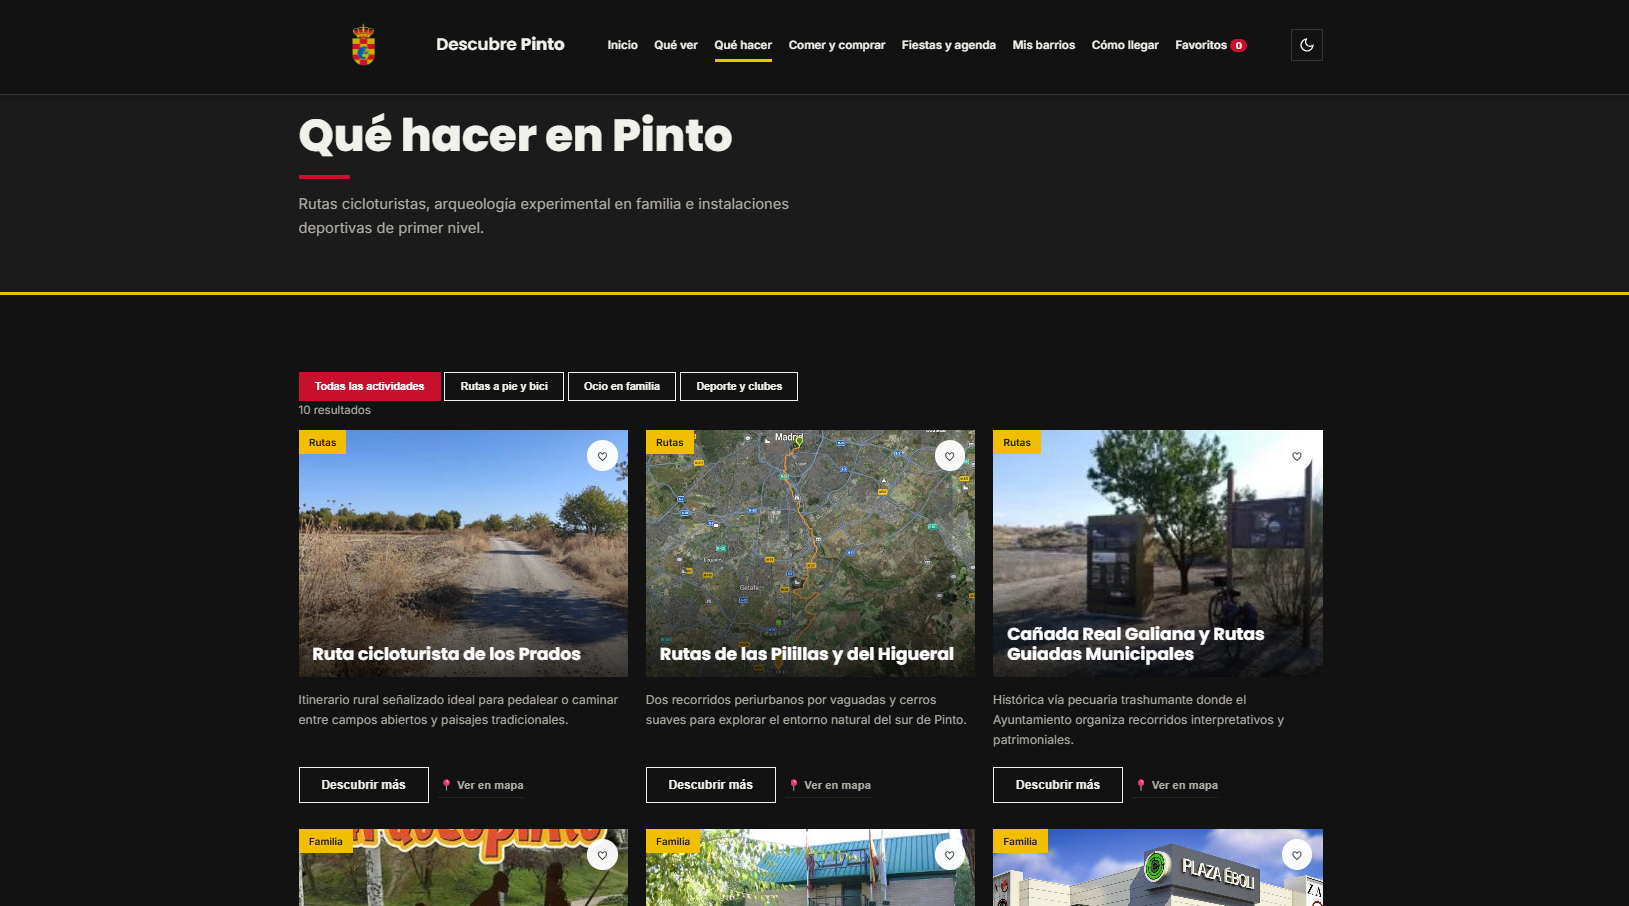 Descubre Pinto
Inicio Qué ver Qué hacer Comer y comprar Fiestas y agenda Mis barrios Cómo llegar Favoritos 0
Qué hacer en Pinto
Rutas cicloturistas, arqueología experimental en familia e instalaciones
deportivas de primer nivel.
Todas las actividades Rutas a pie y bici Ocio en familia Deporte y clubes
10 resultados
Rutas
Ruta cicloturista de los Prados
Itinerario rural señalizado ideal para pedalear o caminar
entre campos abiertos y paisajes tradicionales.
Descubrir más Ver en mapa
Rutas
Madrid
Getafe
Rutas de las Pilillas y del Higueral
Dos recorridos periurbanos por vaguadas y cerros
suaves para explorar el entorno natural del sur de Pinto.
Descubrir más Ver en mapa
Rutas
Cañada Real Galiana y Rutas
Guiadas Municipales
Histórica vía pecuaria trashumante donde el
Ayuntamiento organiza recorridos interpretativos y
patrimoniales.
Descubrir más Ver en mapa
Familia
Familia
Familia
PLAZA ÉBOLI